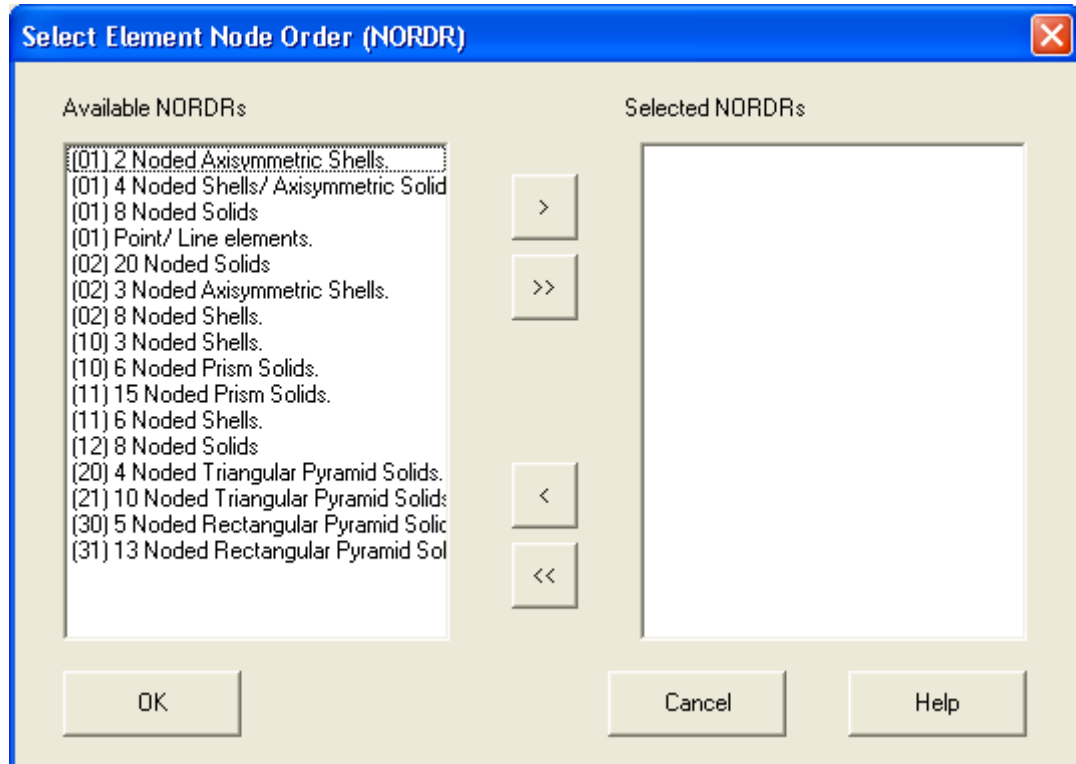 Select Element Node Order (NORDR)
Available NORDRs
Selected NORDRs
(01) 2 Noded Axisymmetric Shells.
(01) 4 Noded Shells/ Axisymmetric Solid
(01) 8 Noded Solids
(01) Point/ Line elements.
(02) 20 Noded Solids
(02) 3 Noded Axisymmetric Shells.
(02) 8 Noded Shells.
(10) 3 Noded Shells.
(10) 6 Noded Prism Solids.
(11) 15 Noded Prism Solids.
(11) 6 Noded Shells.
(12) 8 Noded Solids
(20) 4 Noded Triangular Pyramid Solids.
(21) 10 Noded Triangular Pyramid Solids
(30) 5 Noded Rectangular Pyramid Solid
(31) 13 Noded Rectangular Pyramid Sol
>
>>
<
<<
OK
Cancel
Help